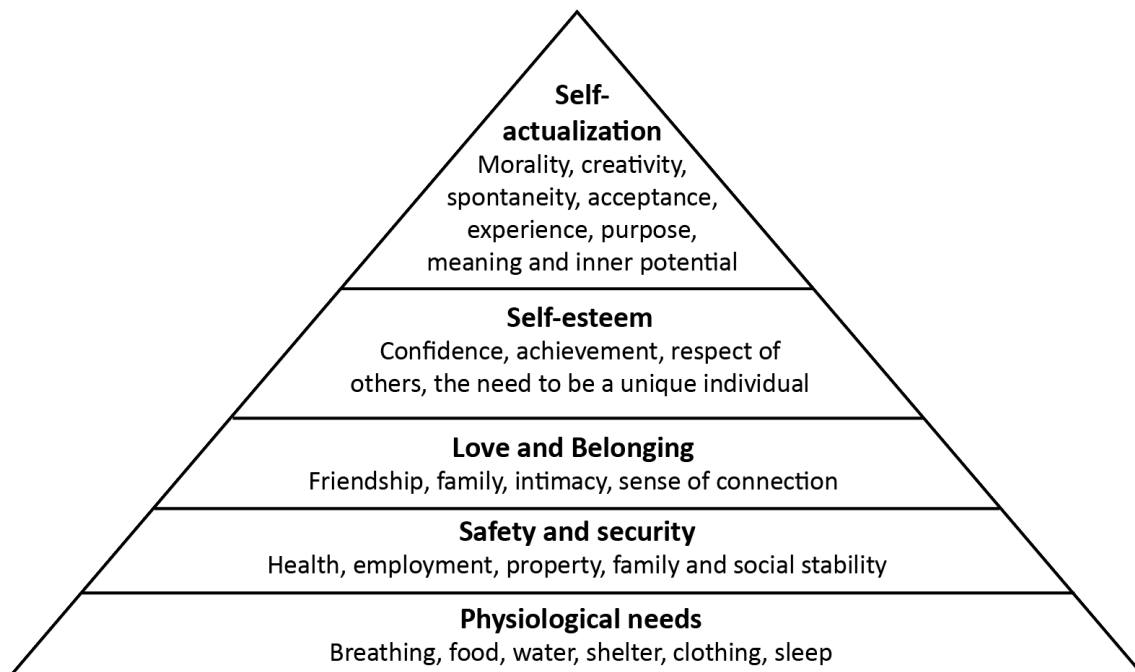 Self-
actualization
Morality, creativity,
spontaneity, acceptance,
experience, purpose,
meaning and inner potential
Self-esteem
Confidence, achievement, respect of
others, the need to be a unique individual
Love and Belonging
Friendship, family, intimacy, sense of connection
Safety and security
Health, employment, property, family and social stability
Physiological needs
Breathing, food, water, shelter, clothing, sleep